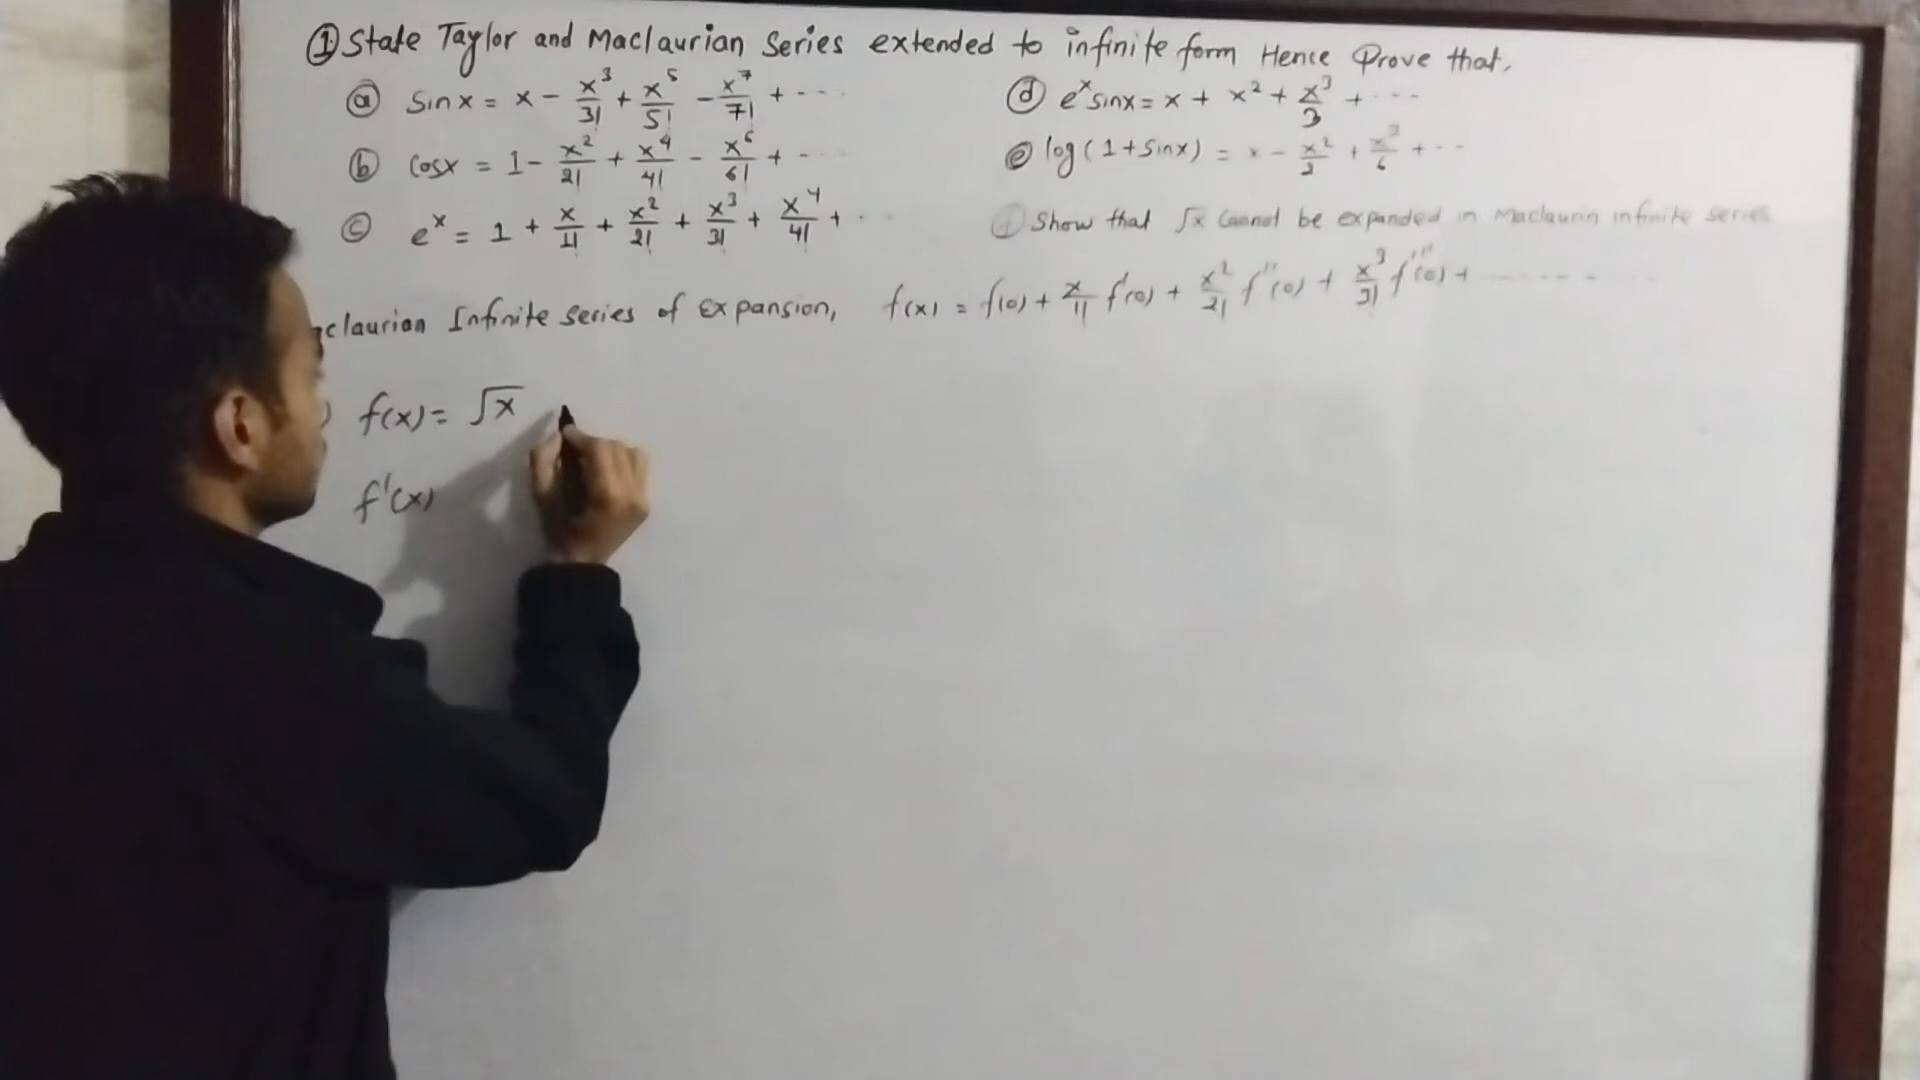 ① State Taylor and Maclaurian Series extended to infinite form Hence Prove that,
ⓐ sinx = x - x³/3! + x⁵/5! - x⁷/7! + ----
ⓑ cosx = 1 - x²/2! + x⁴/4! - x⁶/6! + ----
ⓒ eˣ = 1 + x/1! + x²/2! + x³/3! + x⁴/4! + ...
ⓓ eˣsinx = x + x² + x³/3 + ----
ⓔ log(1+sinx) = x - x²/2 + x³/6 + ---
Show that √x Cannot be expanded in Maclaurin infinite series
claurian Infinite series of expansion, f(x) = f(0) + x/1! f'(0) + x²/2! f''(0) + x³/3! f'''(0) + --------
f(x) = √x
f'(x)